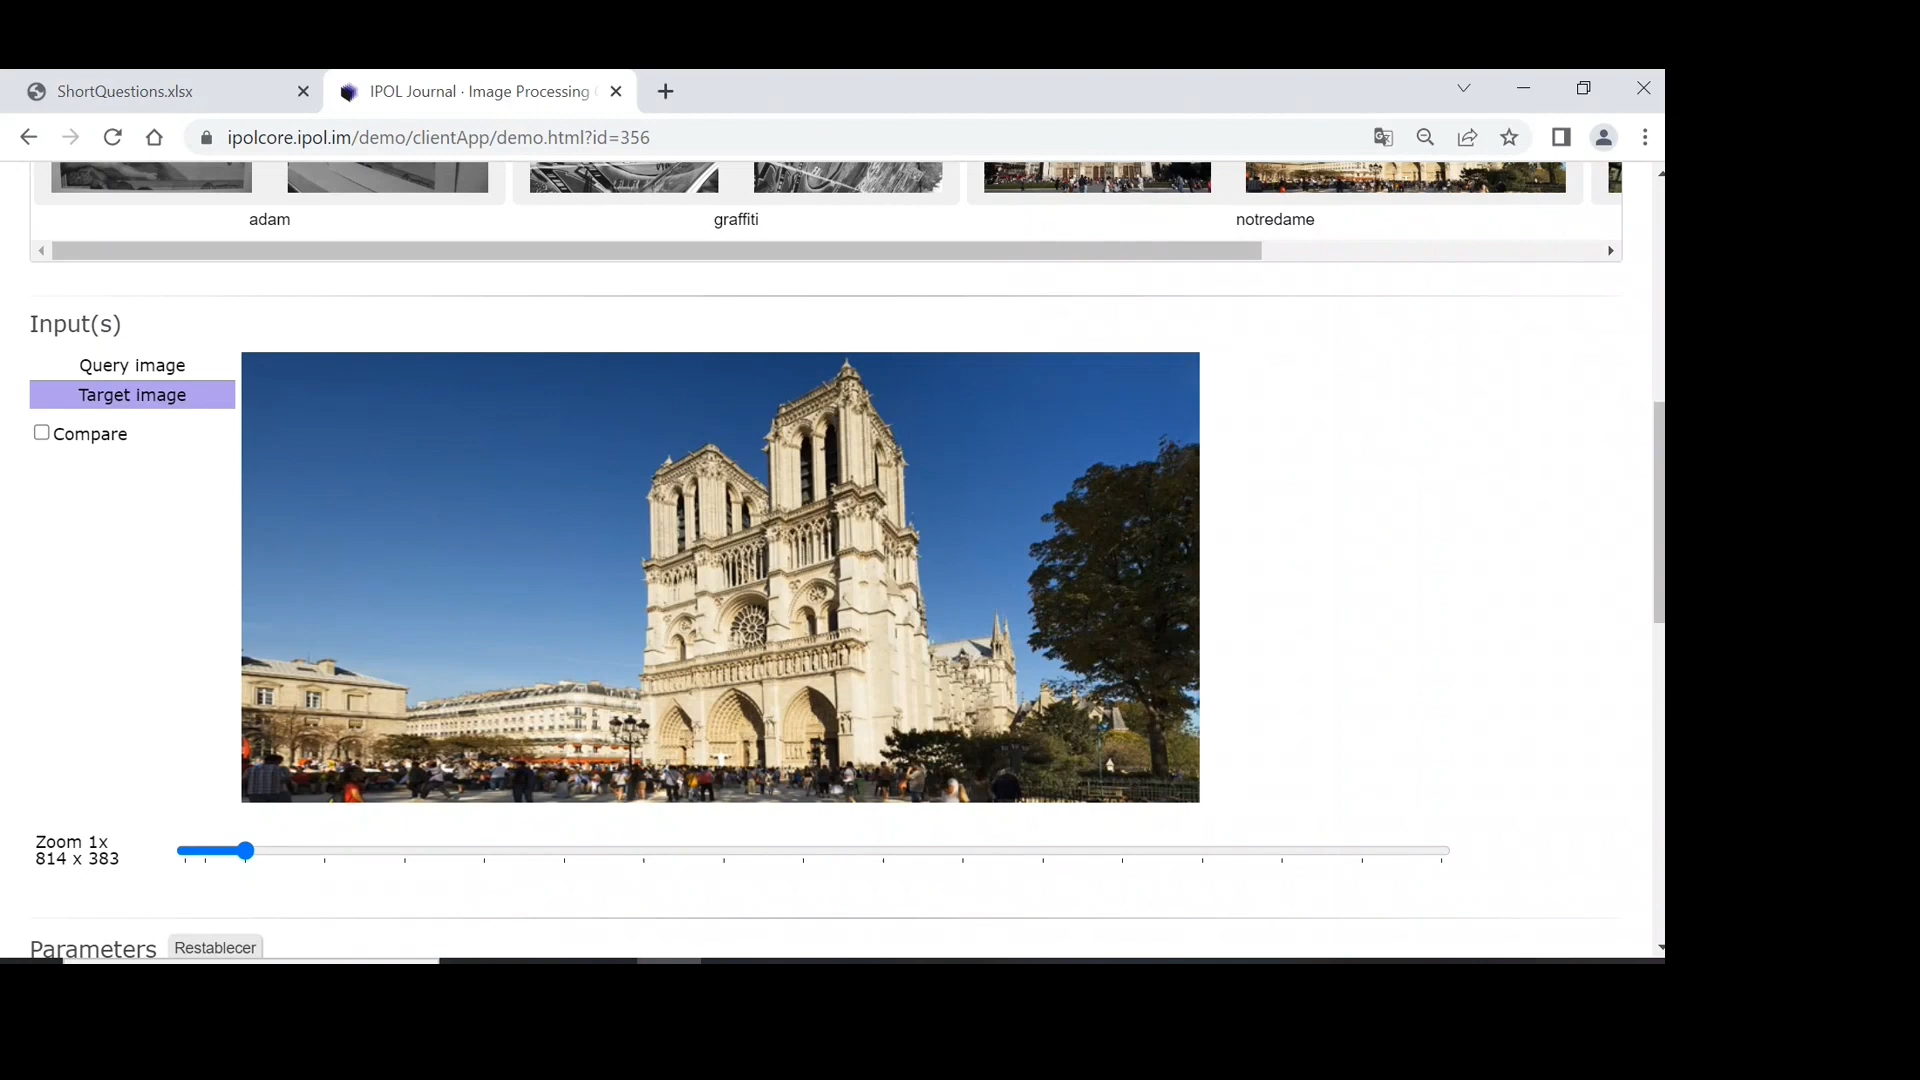 ShortQuestions.xlsx
IPOL Journal · Image Processing
ipolcore.ipol.im/demo/clientApp/demo.html?id=356
adam
graffiti
notredame
Input(s)
Query image
Target image
Compare
Zoom 1x
814 x 383
Parameters
Restablecer